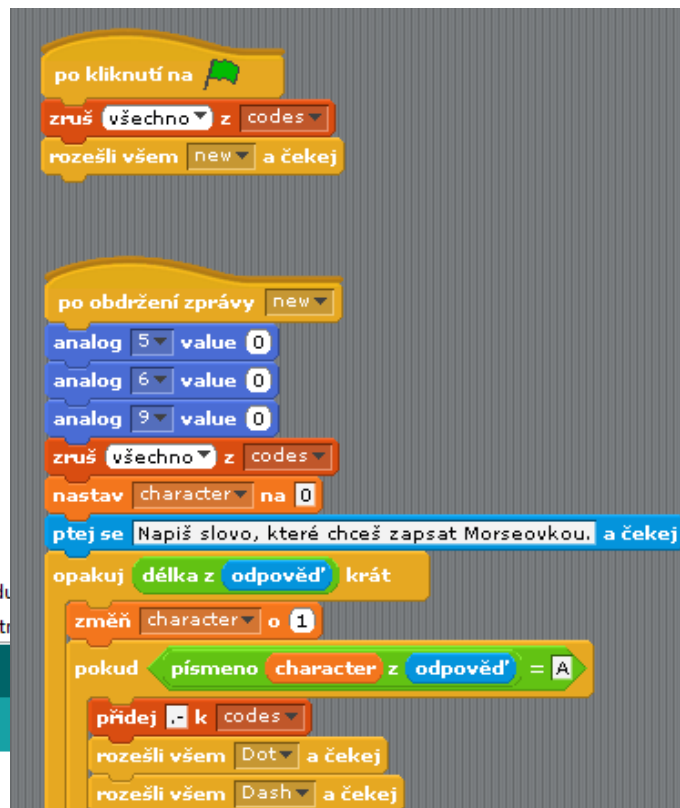 po kliknutí na
zruš všechno z codes
rozešli všem new a čekej
po obdržení zprávy new
analog 5 value 0
analog 6 value 0
analog 9 value 0
zruš všechno z codes
nastav character na 0
ptej se Napiš slovo, které chceš zapsat Morseovkou. a čekej
opakuj délka z odpověď krát
změň character o 1
pokud písmeno character z odpověď = A
přidej .- k codes
rozešli všem Dot a čekej
rozešli všem Dash a čekej